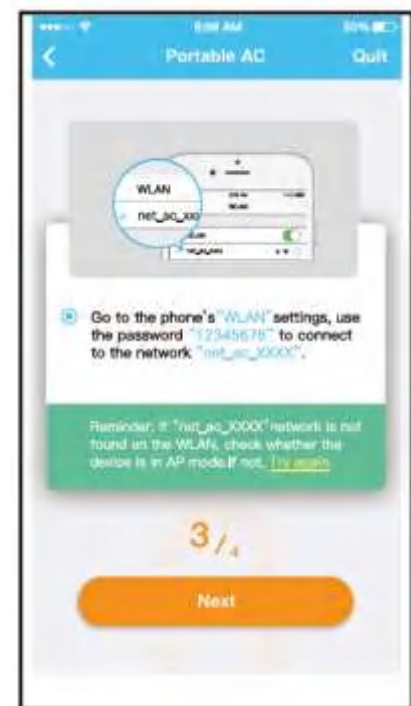 50%
Portable AC Quit
WLAN
net_ac_xxx
Go to the phone's "WLAN" settings, use
the password "12345678" to connect
to the network "net_ac_XXXX".
Reminder: If "net_ac_XXXX" network is not
found on the WLAN, check whether the
device is in AP mode.If not, Try again
3/4
Next